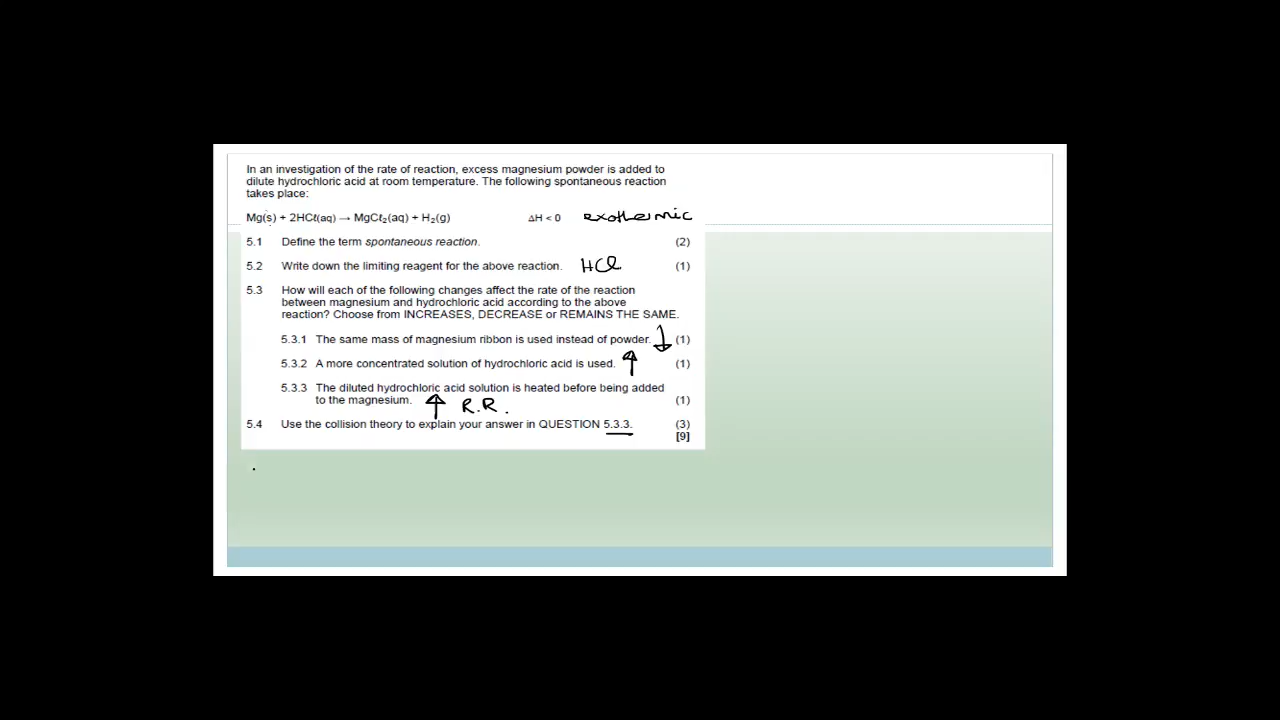 In an investigation of the rate of reaction, excess magnesium powder is added to
dilute hydrochloric acid at room temperature. The following spontaneous reaction
takes place:
Mg(s) + 2HCℓ(aq) → MgCℓ₂(aq) + H₂(g) ΔH < 0 exothermic
5.1 Define the term spontaneous reaction. (2)
5.2 Write down the limiting reagent for the above reaction. HCl (1)
5.3 How will each of the following changes affect the rate of the reaction
between magnesium and hydrochloric acid according to the above
reaction? Choose from INCREASES, DECREASE or REMAINS THE SAME.
5.3.1 The same mass of magnesium ribbon is used instead of powder. ↓ (1)
5.3.2 A more concentrated solution of hydrochloric acid is used. ↑ (1)
5.3.3 The diluted hydrochloric acid solution is heated before being added
to the magnesium. ↑ R.R. (1)
5.4 Use the collision theory to explain your answer in QUESTION 5.3.3. (3)
[9]